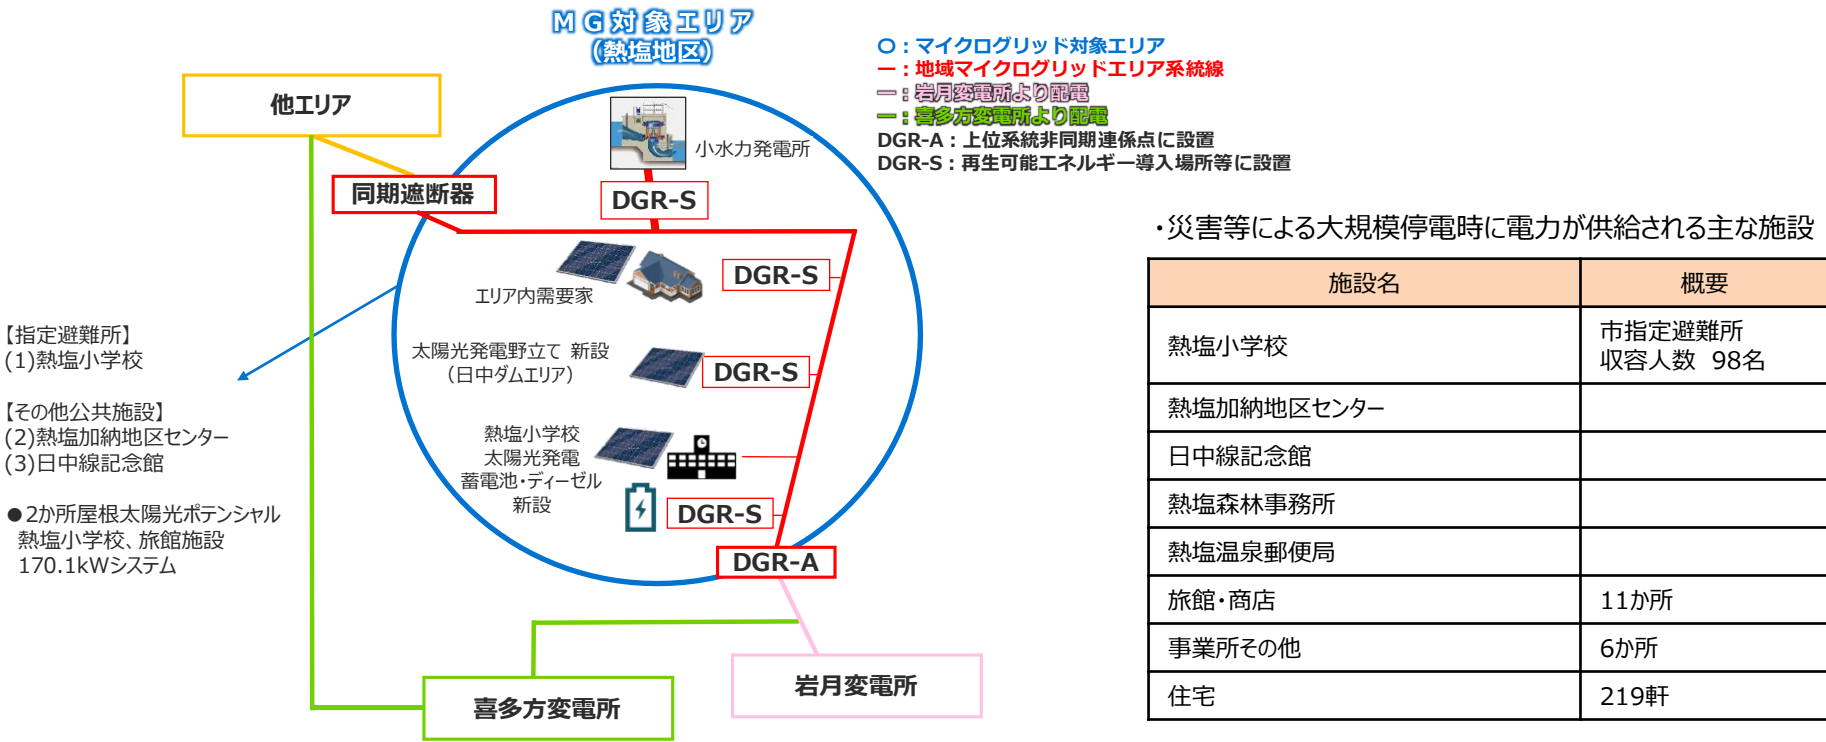 MG対象エリア
(熱塩地区)
〇：マイクログリッド対象エリア
ー：地域マイクログリッドエリア系統線
ー：岩月変電所より配電
ー：喜多方変電所より配電
DGR-A：上位系統非同期連係点に設置
DGR-S：再生可能エネルギー導入場所等に設置
他エリア
同期遮断器
小水力発電所
DGR-S
エリア内需要家
DGR-S
太陽光発電野立て 新設
（日中ダムエリア）
DGR-S
熱塩小学校
太陽光発電
蓄電池・ディーゼル
新設
DGR-S
DGR-A
岩月変電所
喜多方変電所
【指定避難所】
(1)熱塩小学校
【その他公共施設】
(2)熱塩加納地区センター
(3)日中線記念館
●2か所屋根太陽光ポテンシャル
熱塩小学校、旅館施設
170.1kWシステム
・災害等による大規模停電時に電力が供給される主な施設
施設名 概要
熱塩小学校 市指定避難所
収容人数 98名
熱塩加納地区センター
日中線記念館
熱塩森林事務所
熱塩温泉郵便局
旅館・商店 11か所
事業所その他 6か所
住宅 219軒